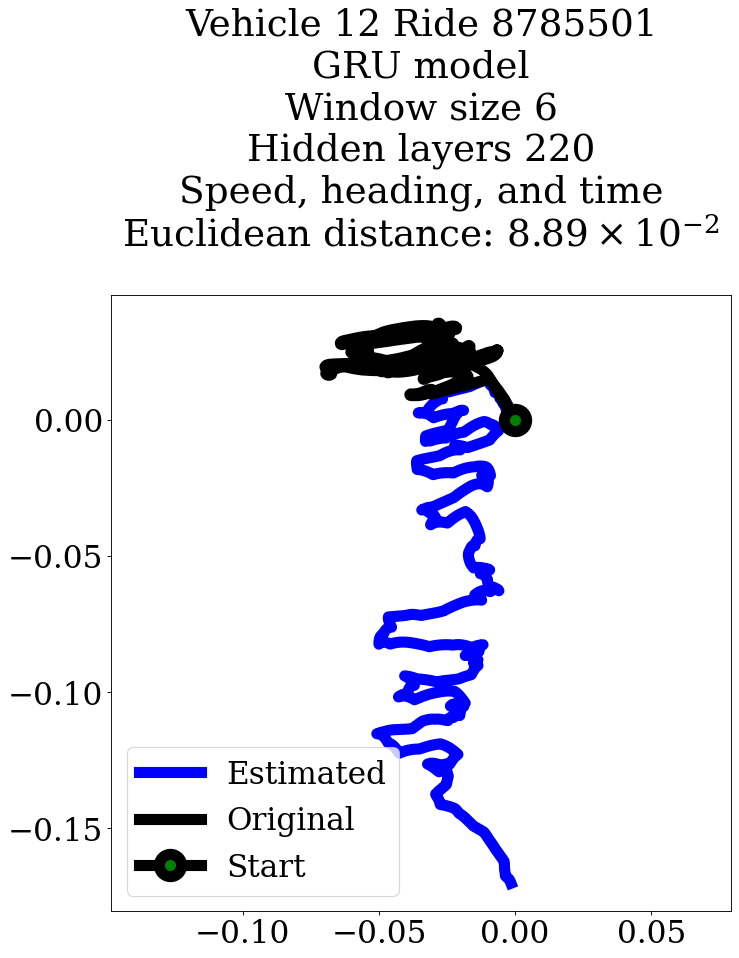 Vehicle 12 Ride 8785501
GRU model
Window size 6
Hidden layers 220
Speed, heading, and time
Euclidean distance: 8.89 × 10⁻²
0.00
−0.05
−0.10
−0.15
Estimated
Original
Start
−0.10 −0.05 0.00 0.05